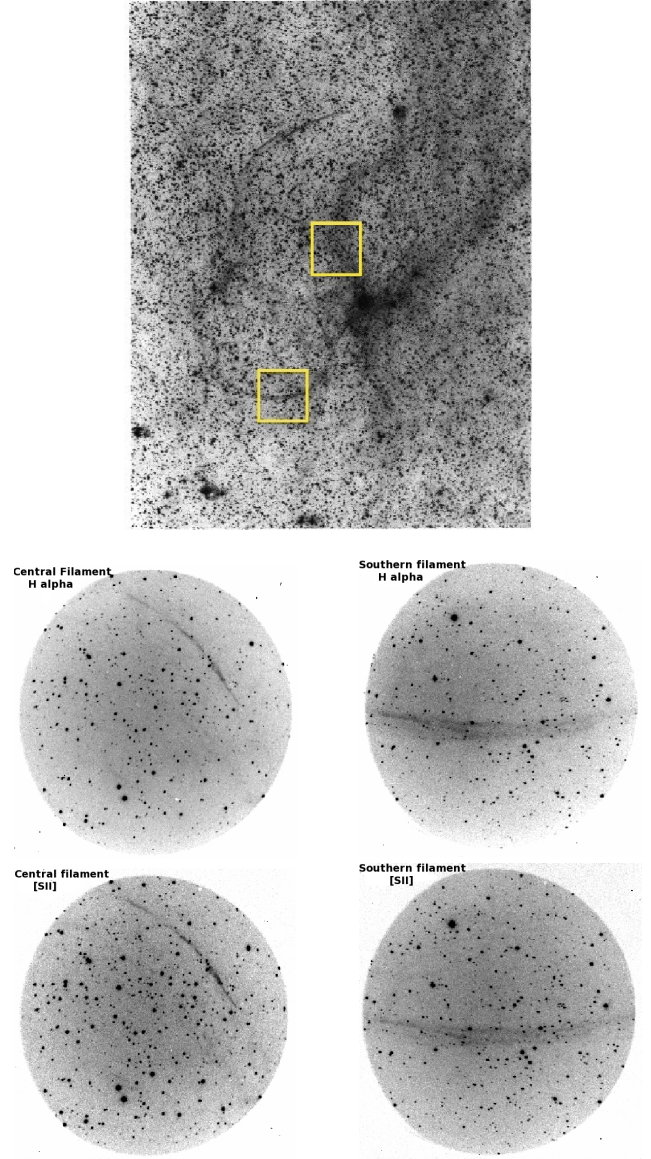 Central Filament
H alpha
Southern filament
H alpha
Central filament
[SII]
Southern filament
[SII]